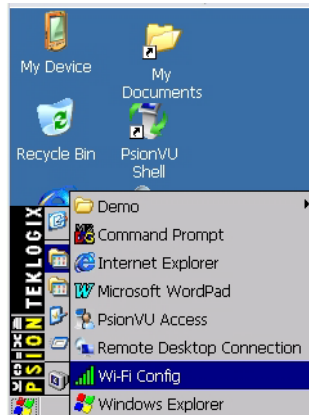 My Device
My
Documents
Recycle Bin
PsionVU
Shell
PSION TEKLOGIX
Demo
Command Prompt
Internet Explorer
Microsoft WordPad
PsionVU Access
Remote Desktop Connection
Wi-Fi Config
Windows Explorer